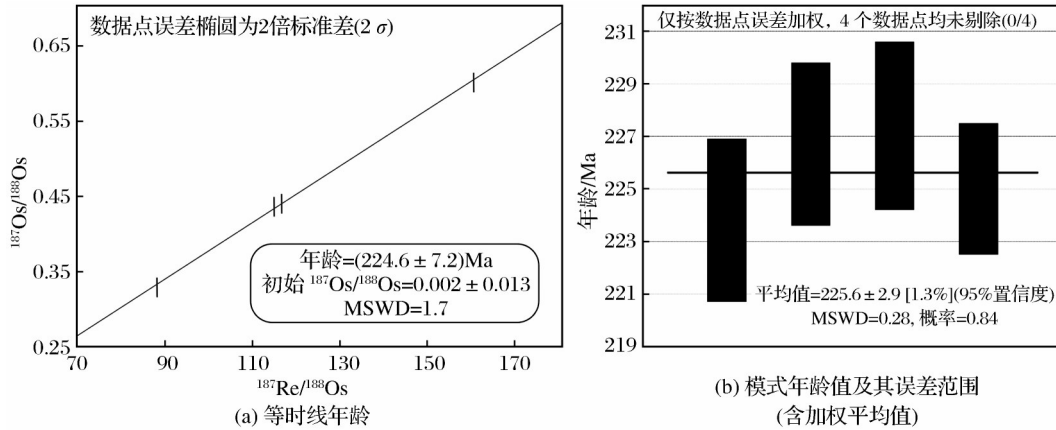 数据点误差椭圆为2倍标准差(2 σ)
0.65
0.55
0.45
0.35
0.25
¹⁸⁷Os/¹⁸⁸Os
年龄=(224.6 ± 7.2)Ma
初始 ¹⁸⁷Os/¹⁸⁸Os=0.002 ± 0.013
MSWD=1.7
70 90 110 130 150 170
¹⁸⁷Re/¹⁸⁸Os
(a) 等时线年龄
仅按数据点误差加权，4 个数据点均未剔除(0/4)
231
229
227
225
223
221
219
年龄/Ma
平均值=225.6 ± 2.9 [1.3%](95%置信度)
MSWD=0.28, 概率=0.84
(b) 模式年龄值及其误差范围
(含加权平均值)